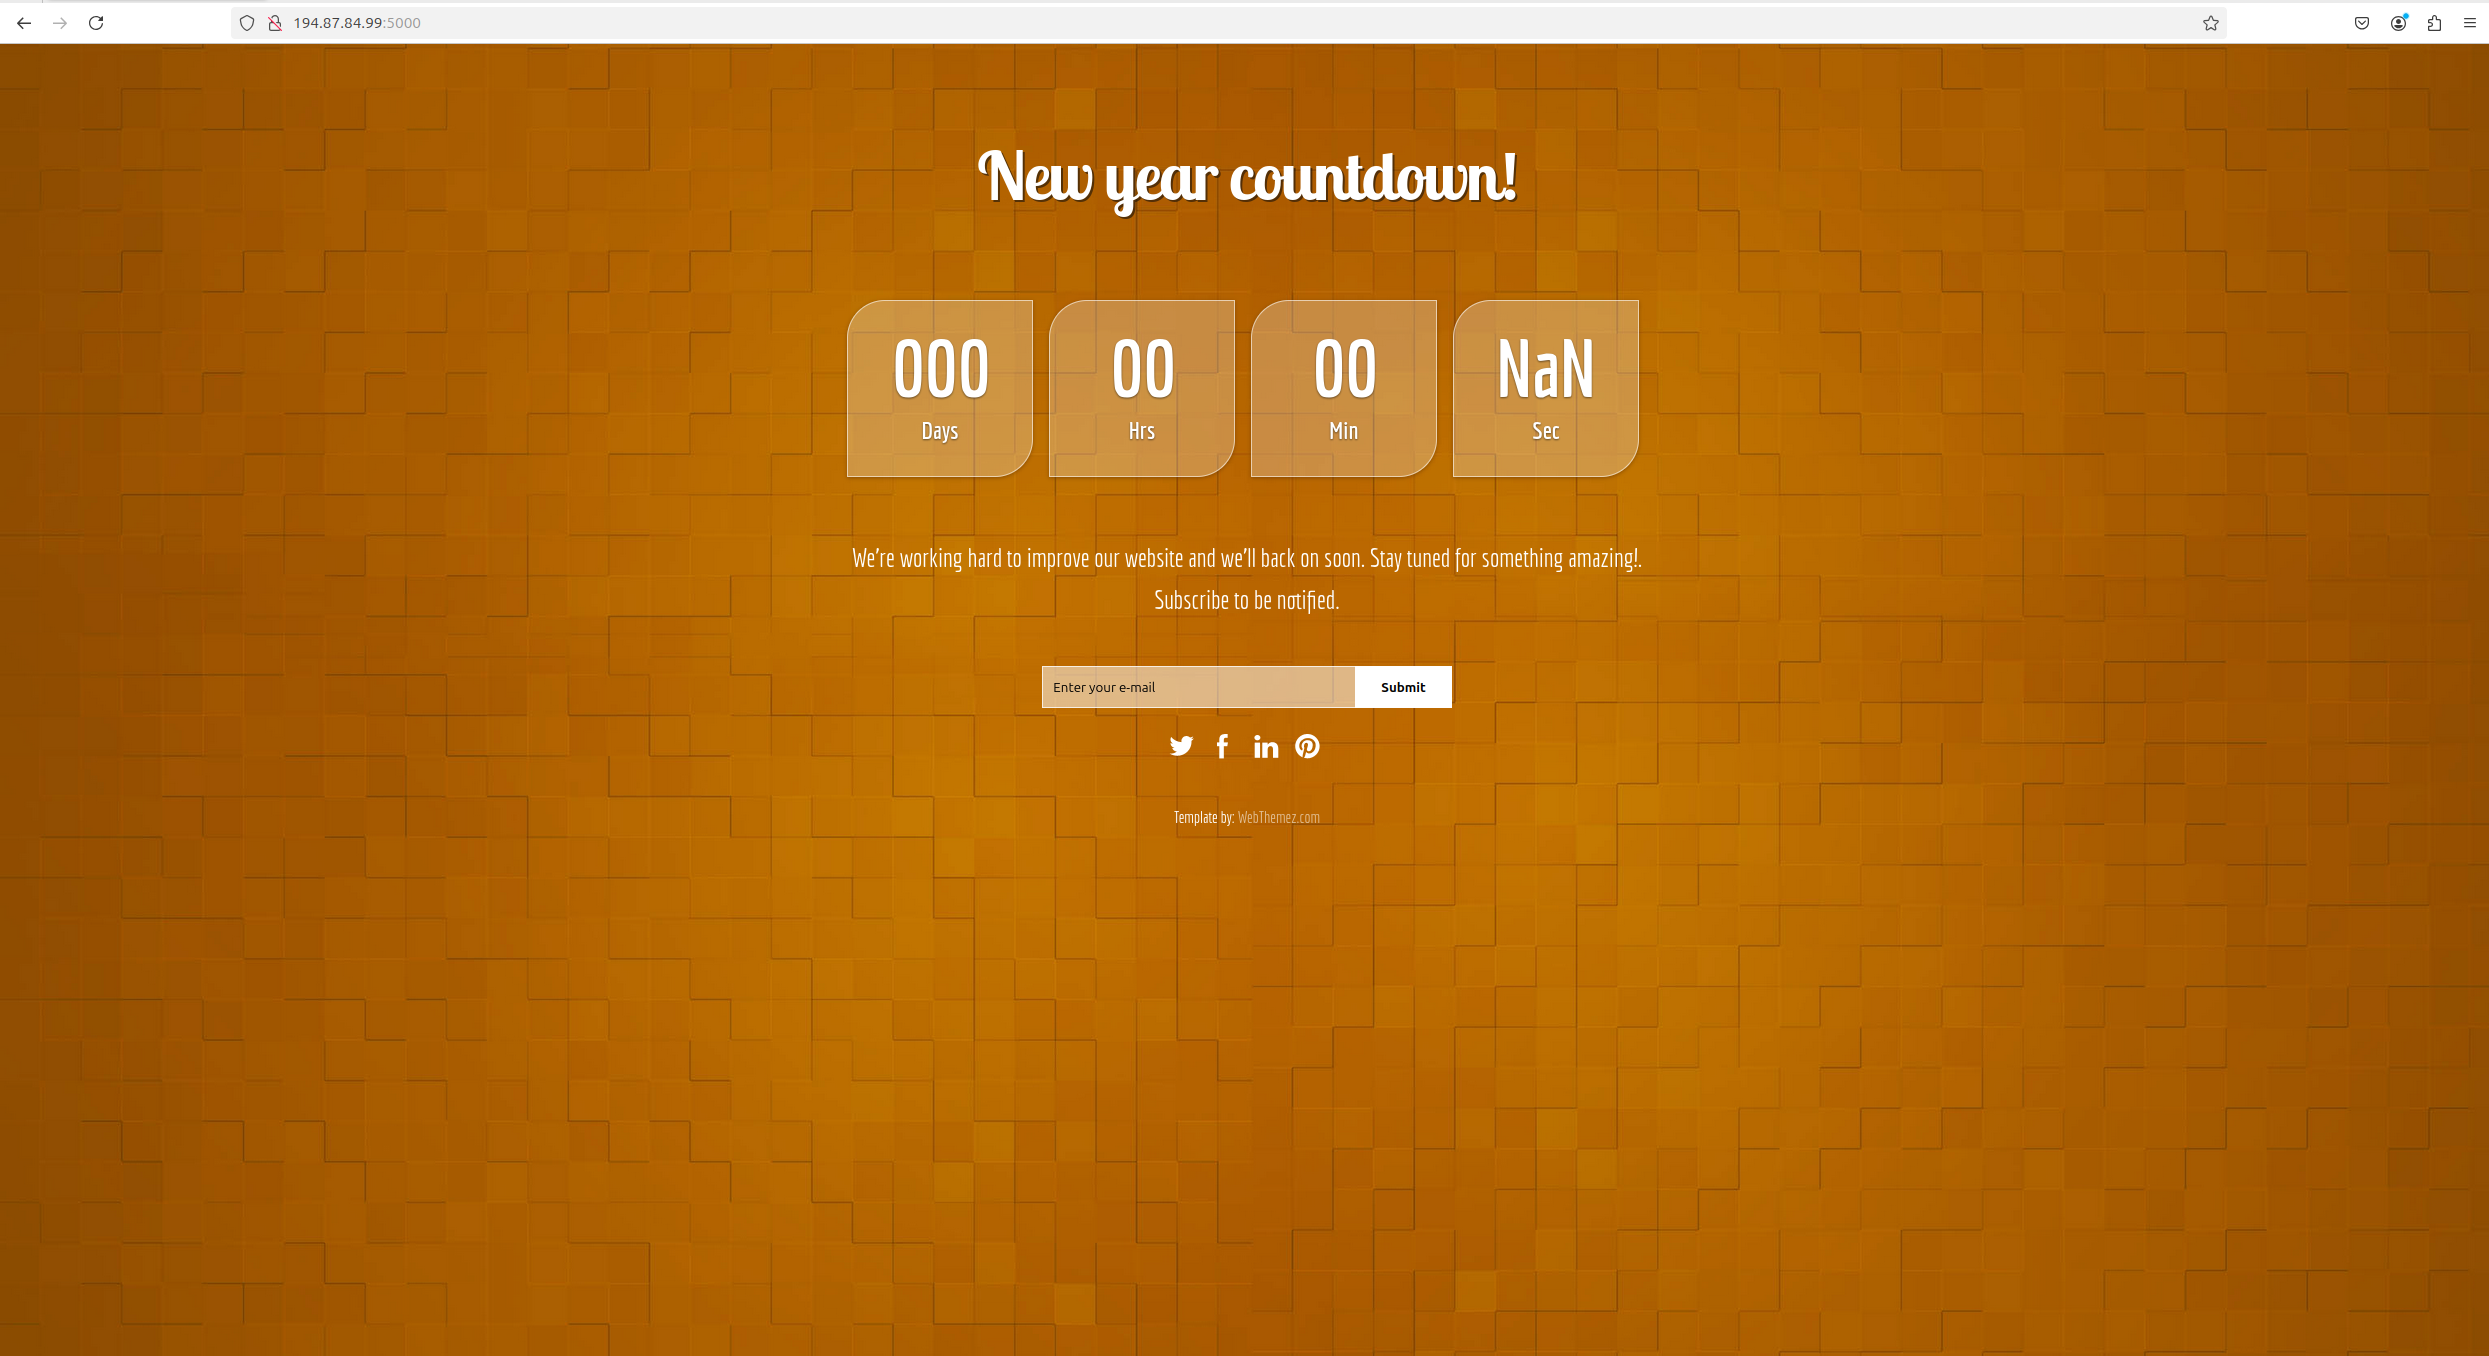 194.87.84.99:5000
New year countdown!
000 00 00 NaN
Days Hrs Min Sec
We're working hard to improve our website and we'll back on soon. Stay tuned for something amazing!.
Subscribe to be notified.
Enter your e-mail Submit
Template by: WebThemez.com